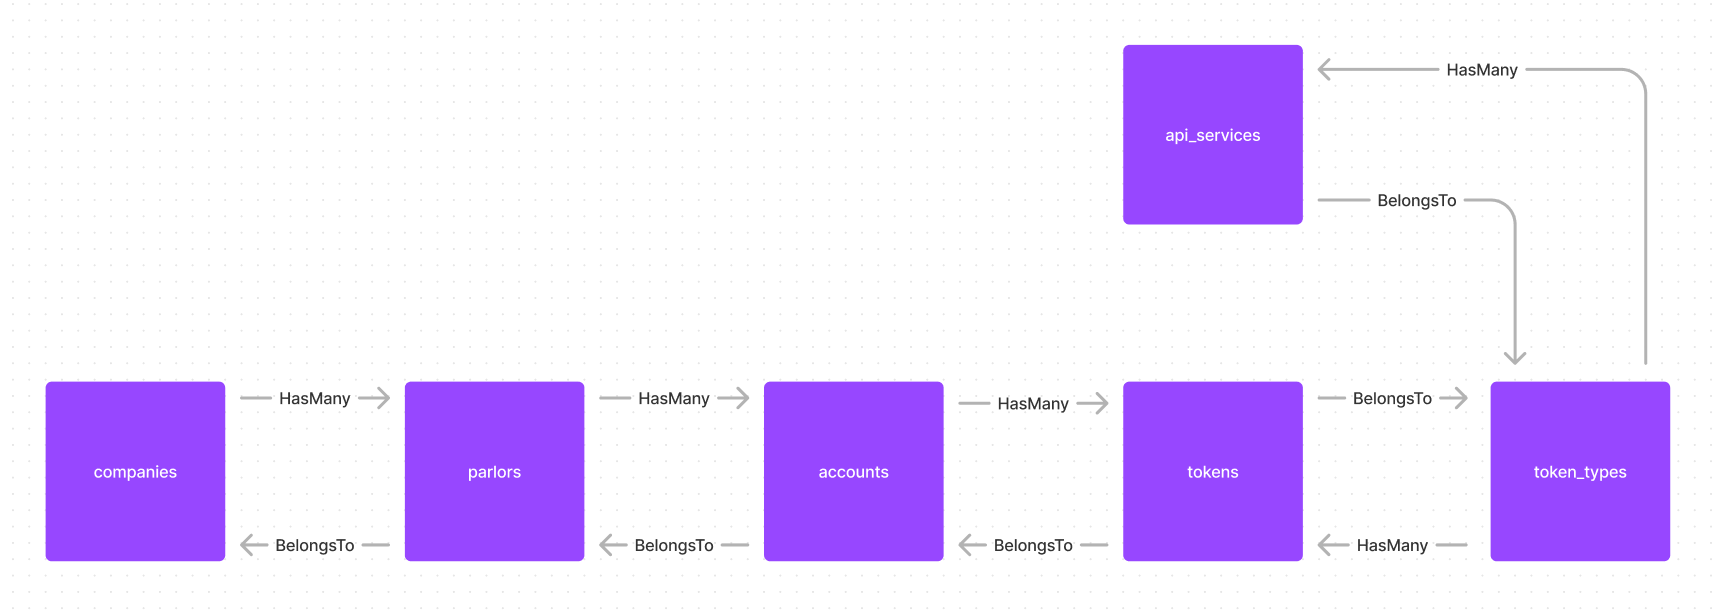 HasMany
api_services
BelongsTo
HasMany
HasMany
HasMany
BelongsTo
companies
parlors
accounts
tokens
token_types
BelongsTo
BelongsTo
BelongsTo
HasMany